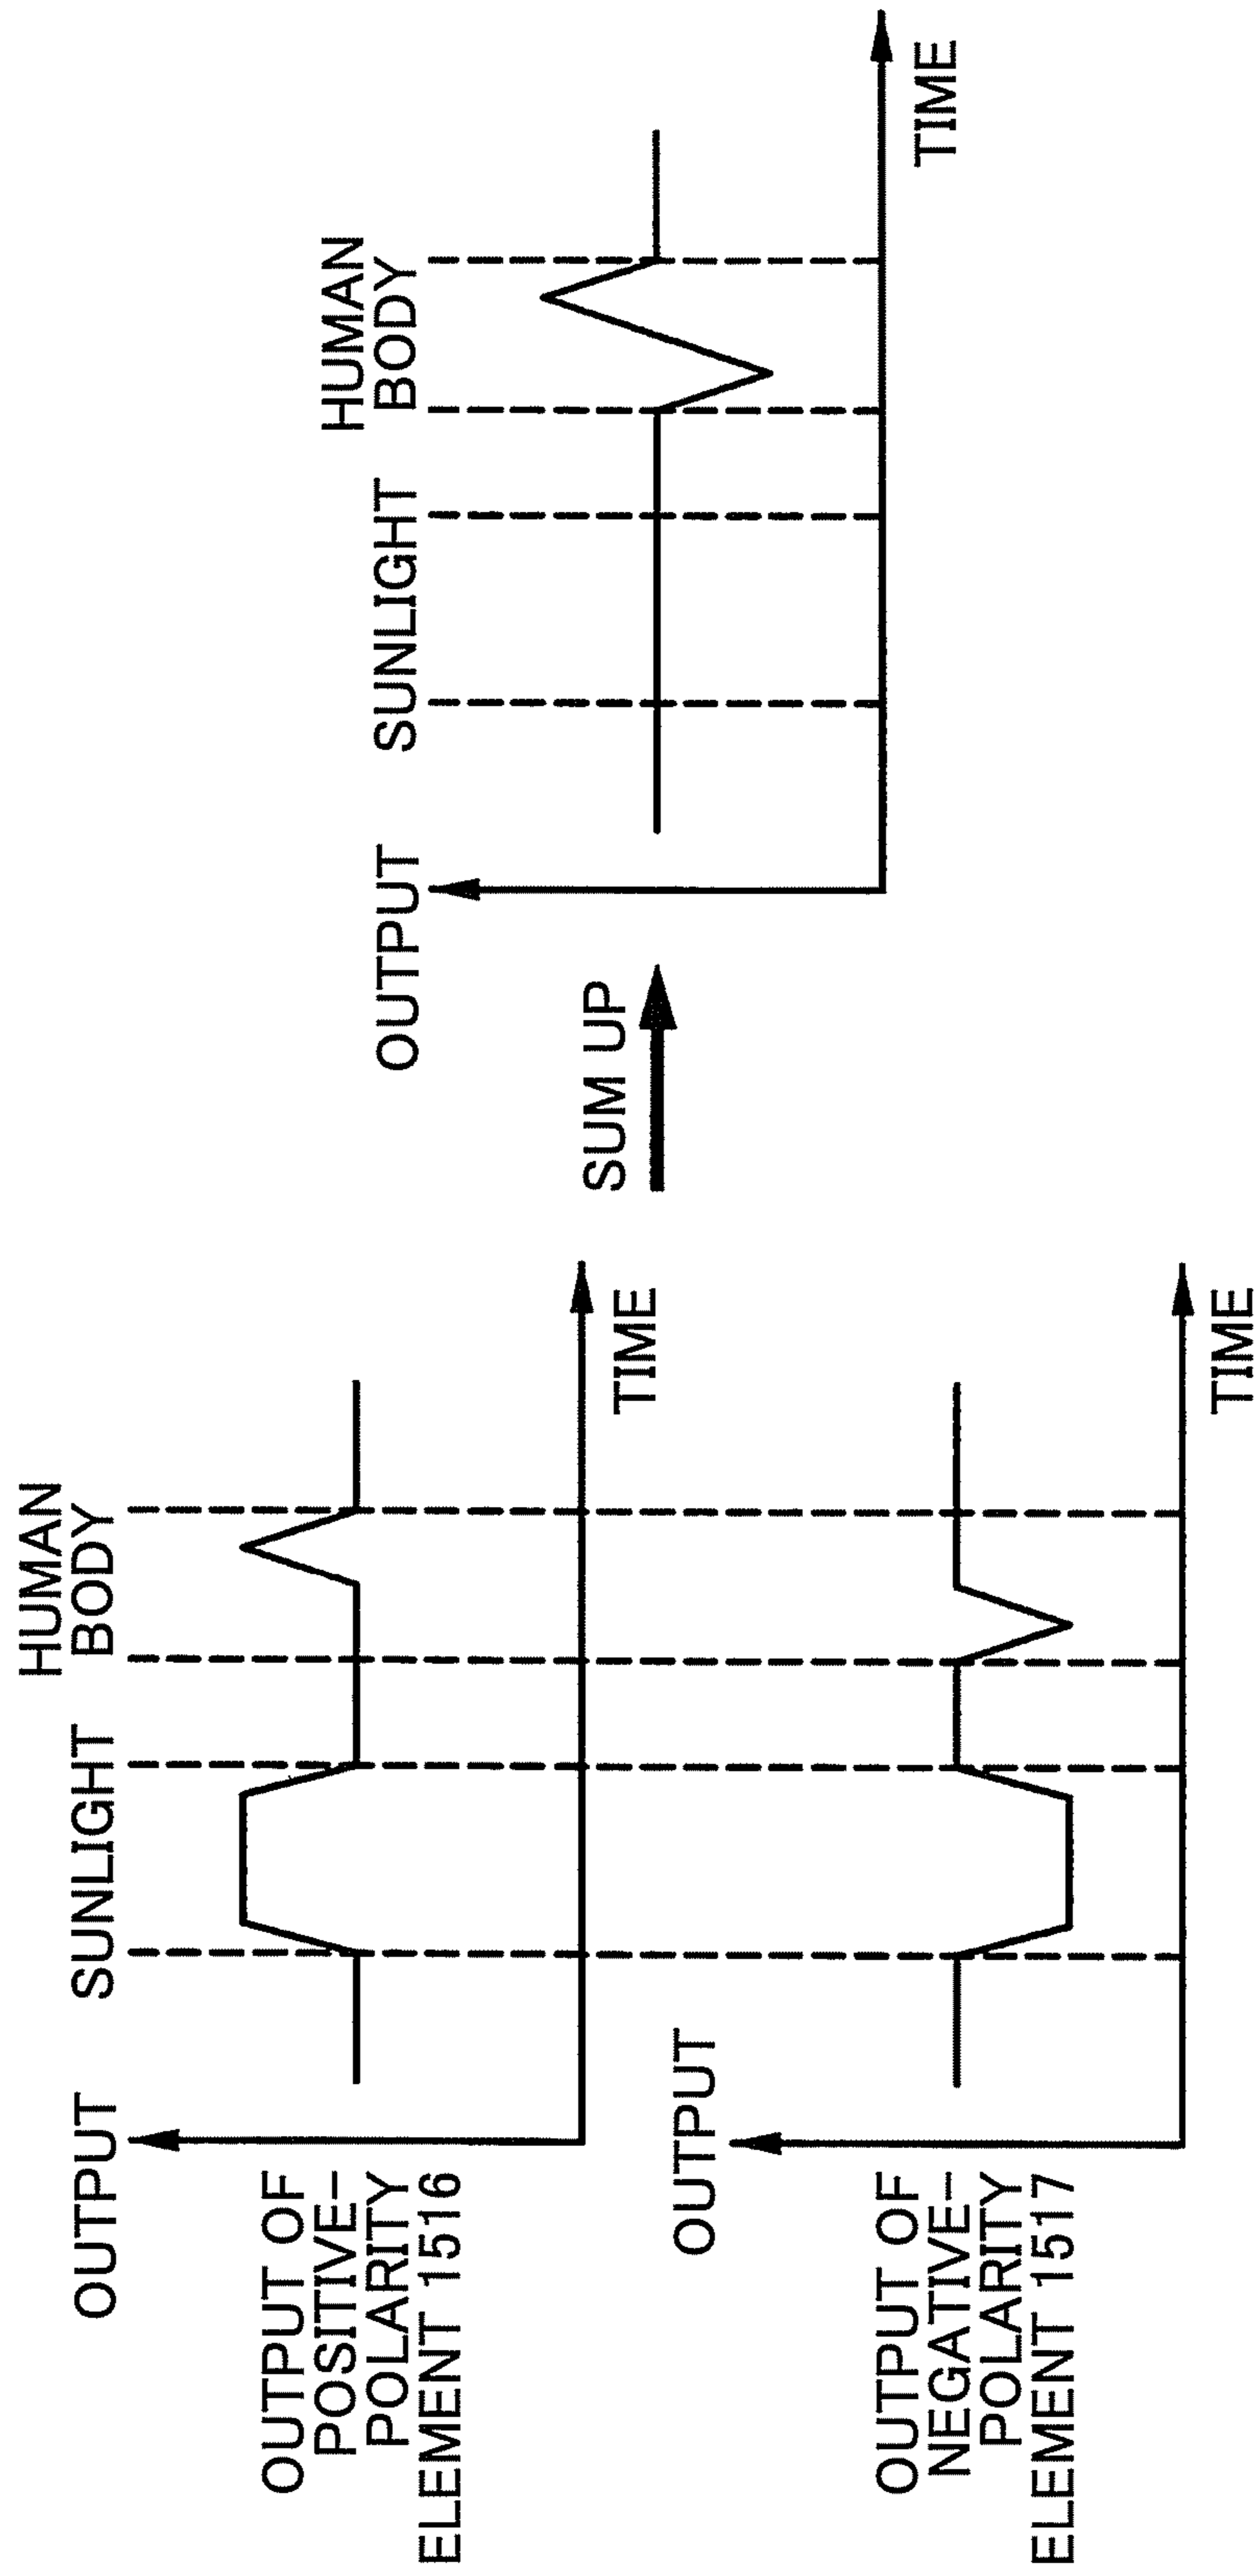 OUTPUT
SUNLIGHT
HUMAN
BODY
OUTPUT OF
POSITIVE-
POLARITY
ELEMENT 1516
TIME
OUTPUT
OUTPUT OF
NEGATIVE-
POLARITY
ELEMENT 1517
TIME
SUM UP
OUTPUT
SUNLIGHT
HUMAN
BODY
TIME